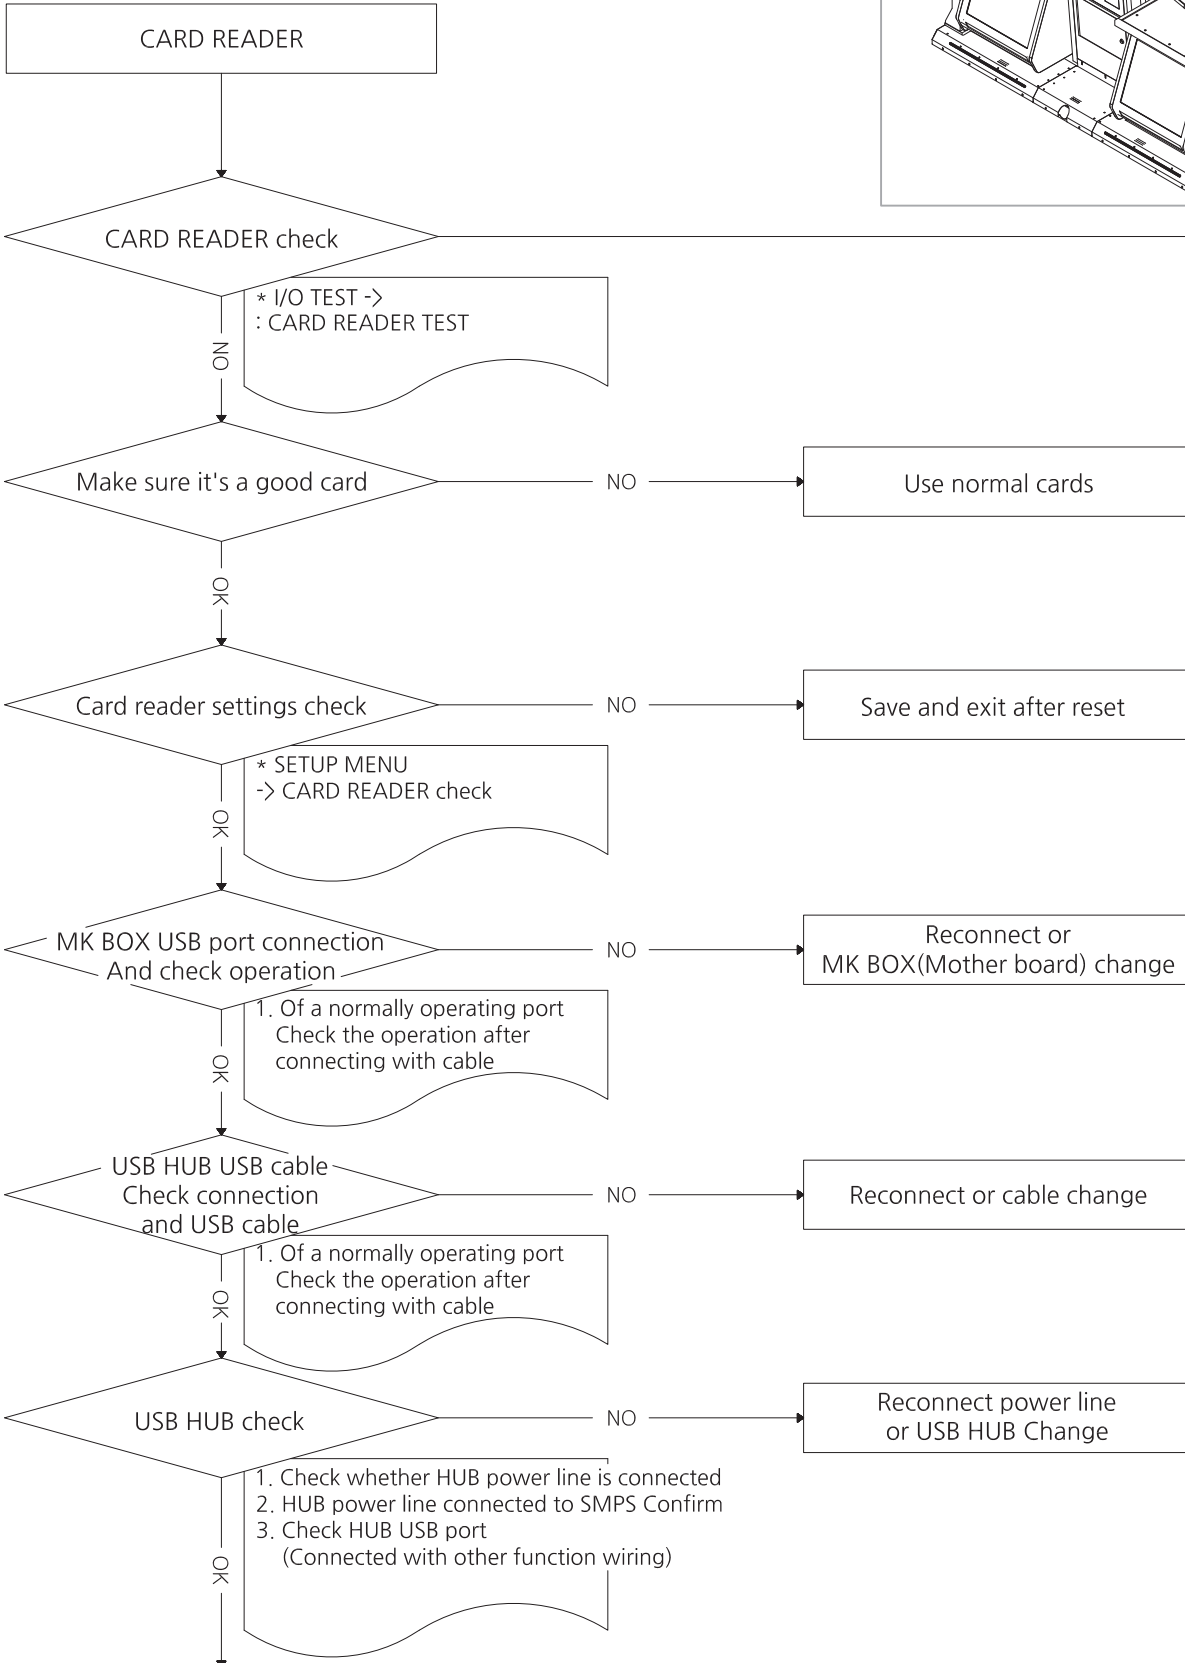 CARD READER
CARD READER check
* I/O TEST ->
: CARD READER TEST
NO
Make sure it's a good card
NO
Use normal cards
OK
Card reader settings check
NO
Save and exit after reset
* SETUP MENU
-> CARD READER check
OK
MK BOX USB port connection
And check operation
NO
Reconnect or
MK BOX(Mother board) change
1. Of a normally operating port
Check the operation after
connecting with cable
OK
USB HUB USB cable
Check connection
and USB cable
NO
Reconnect or cable change
1. Of a normally operating port
Check the operation after
connecting with cable
OK
USB HUB check
NO
Reconnect power line
or USB HUB Change
1. Check whether HUB power line is connected
2. HUB power line connected to SMPS Confirm
3. Check HUB USB port
(Connected with other function wiring)
OK